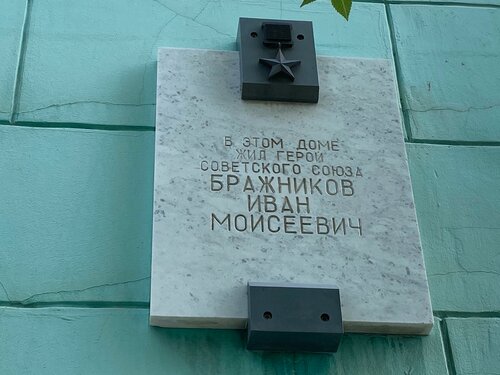 В ЭТОМ ДОМЕ
ЖИЛ ГЕРОЙ
СОВЕТСКОГО СОЮЗА
БРАЖНИКОВ
ИВАН
МОИСЕЕВИЧ